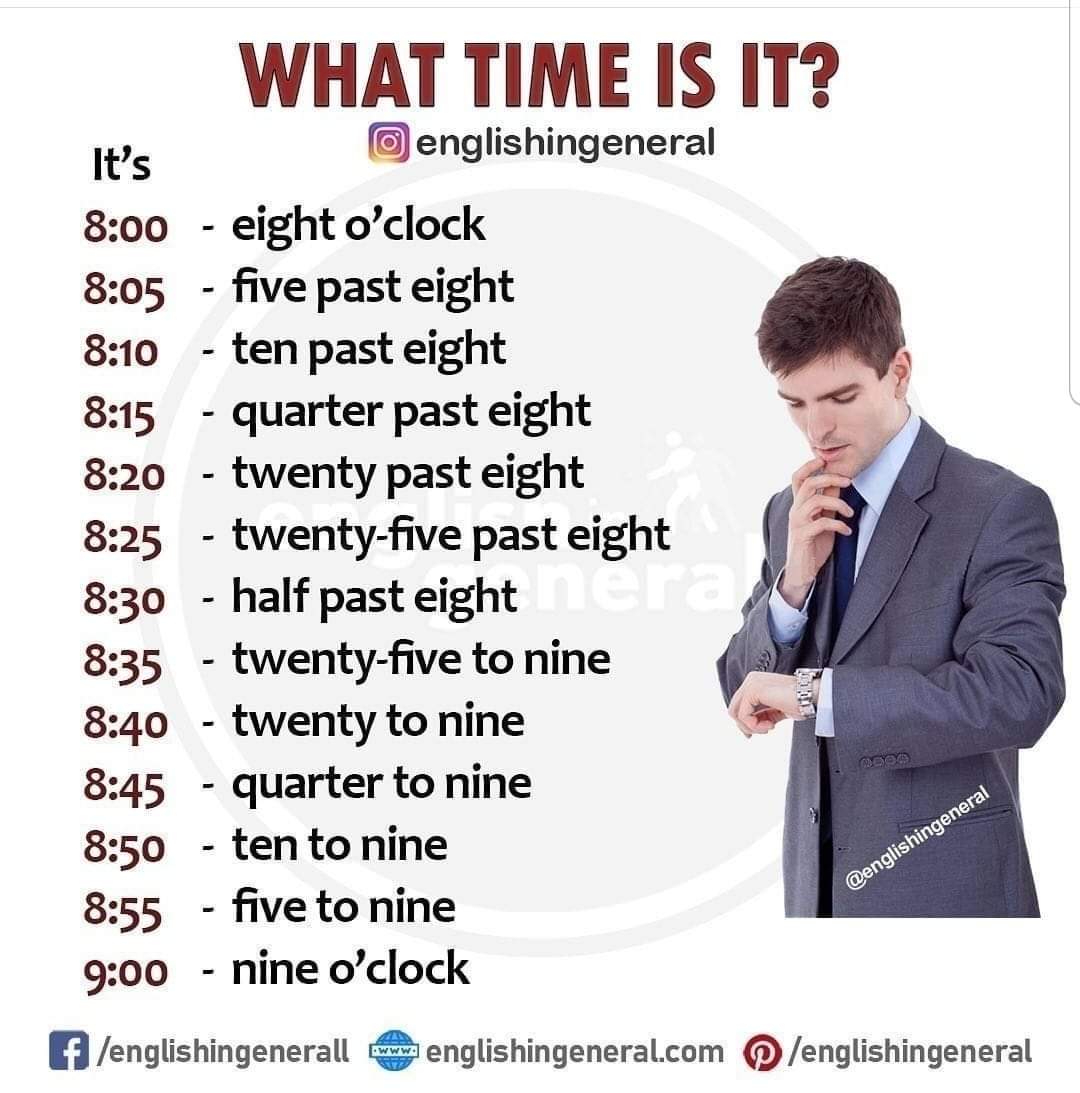 WHAT TIME IS IT?
englishingeneral
It's
8:00 - eight o'clock
8:05 - five past eight
8:10 - ten past eight
8:15 - quarter past eight
8:20 - twenty past eight
8:25 - twenty-five past eight
8:30 - half past eight
8:35 - twenty-five to nine
8:40 - twenty to nine
8:45 - quarter to nine
8:50 - ten to nine
8:55 - five to nine
9:00 - nine o'clock
english in
general
@englishingeneral
/englishingenerall www englishingeneral.com /englishingeneral